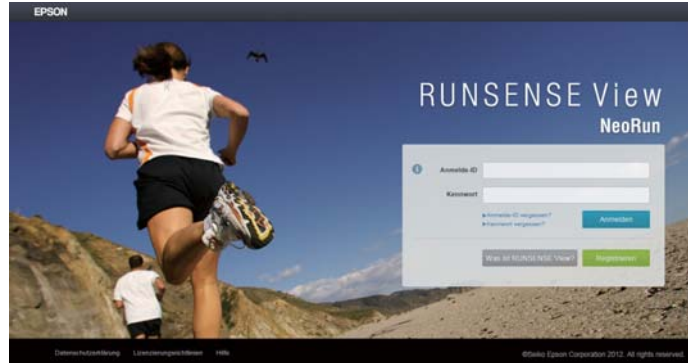 EPSON
RUNSENSE View
NeoRun
Anmelde-ID
Kennwort
▶Anmelde-ID vergessen?
▶Kennwort vergessen?
Anmelden
Was ist RUNSENSE View?
Registrieren
Datenschutzerklärung Lizenzierungsrichtlinien Hilfe
©Seiko Epson Corporation 2012. All rights reserved.